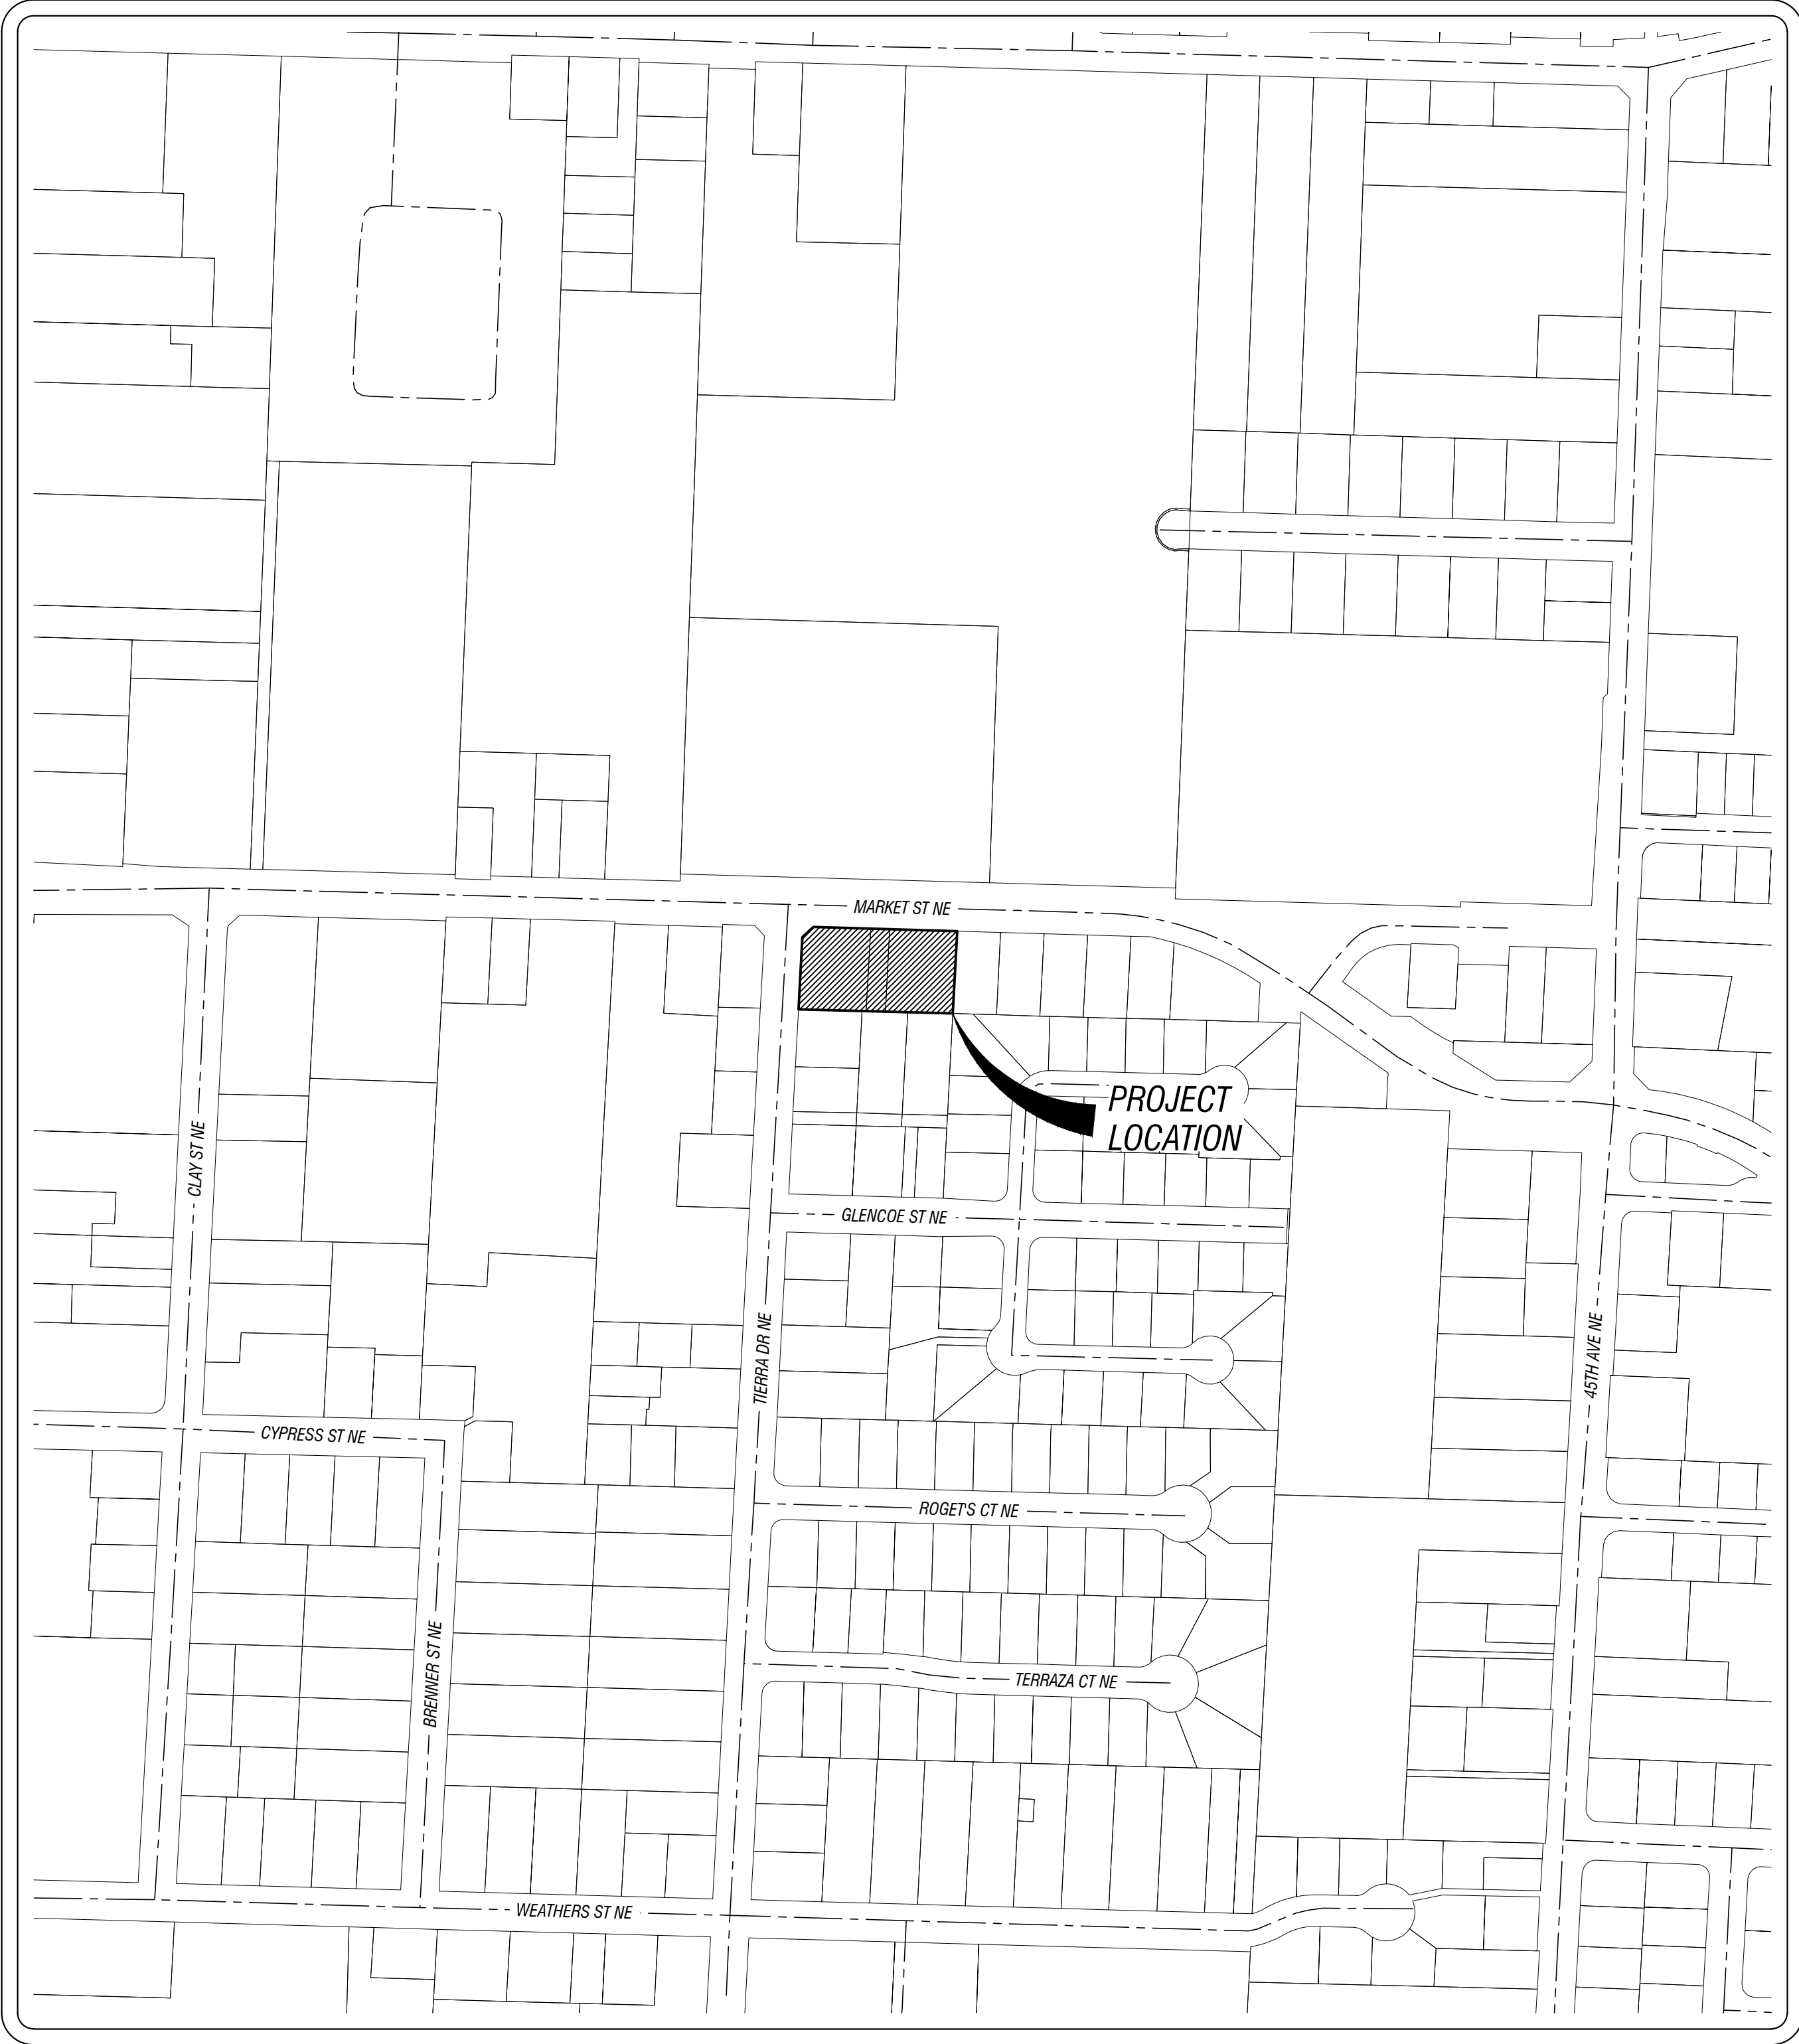 MARKET ST NE
PROJECT
LOCATION
CLAY ST NE
GLENCOE ST NE
TIERRA DR NE
45TH AVE NE
CYPRESS ST NE
ROGET'S CT NE
BRENNER ST NE
TERRAZA CT NE
WEATHERS ST NE